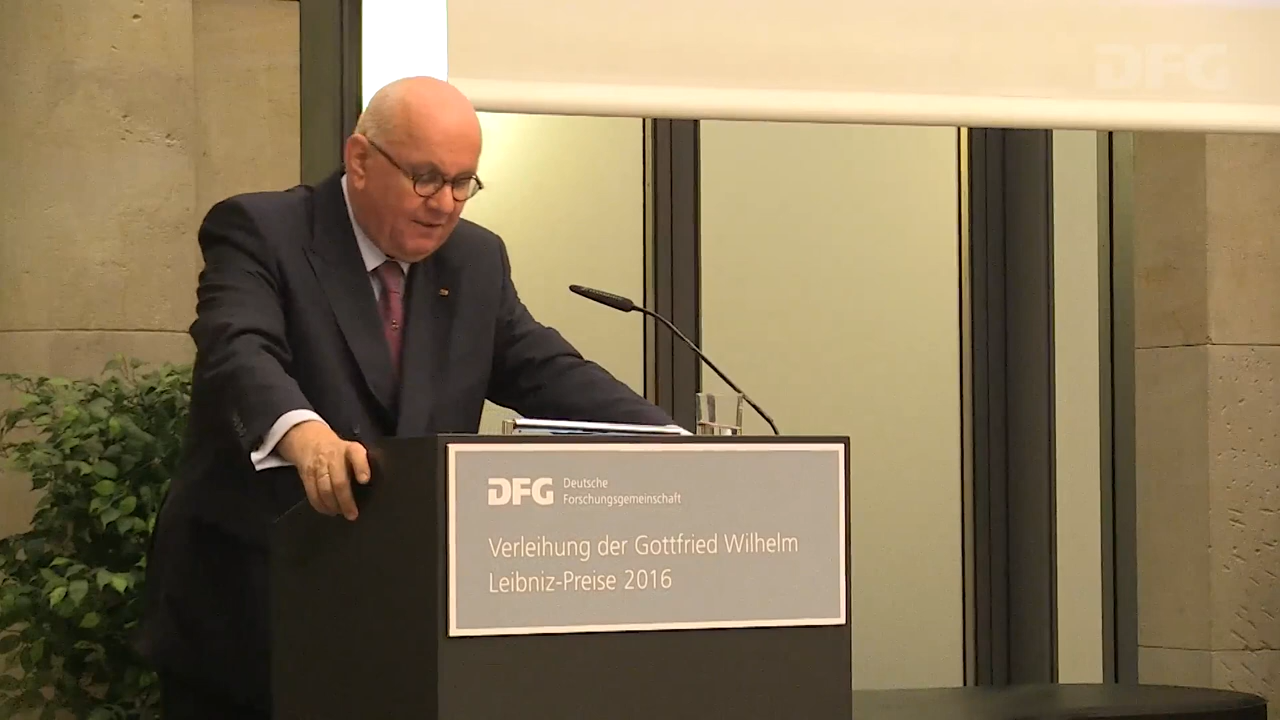 DFG
DFG Deutsche
Forschungsgemeinschaft
Verleihung der Gottfried Wilhelm
Leibniz-Preise 2016